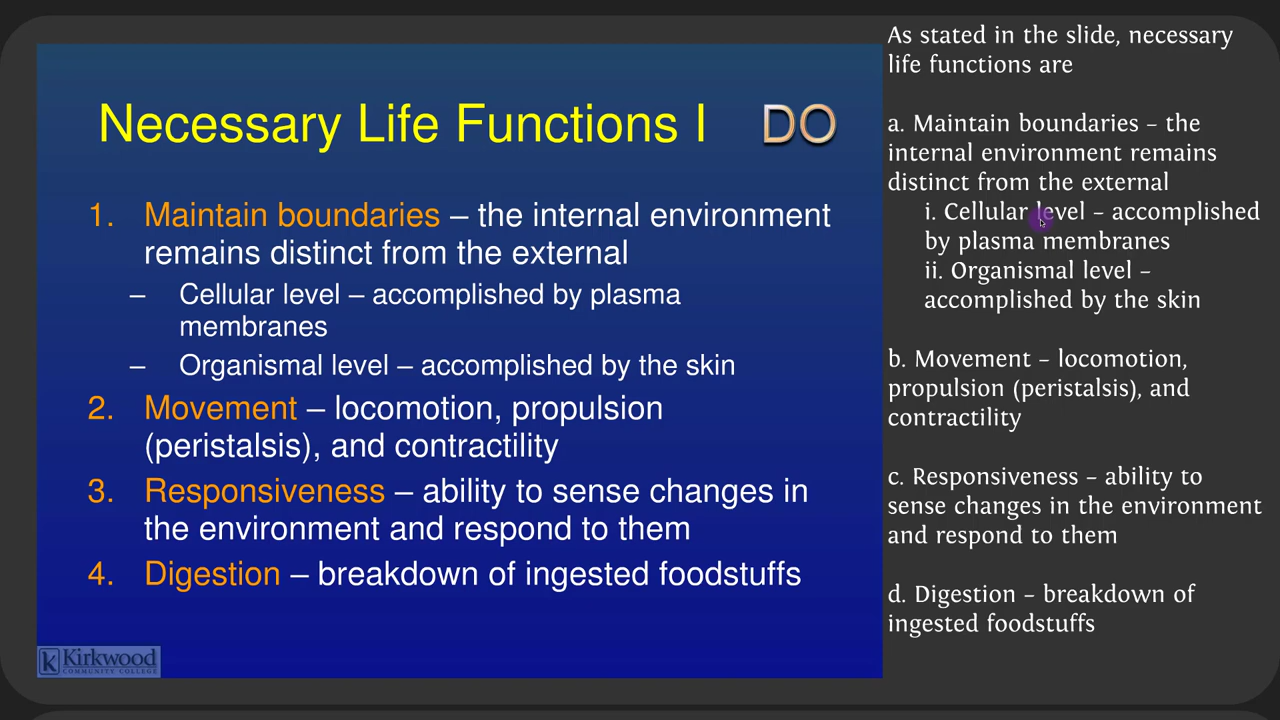 Necessary Life Functions I DO
1. Maintain boundaries – the internal environment
remains distinct from the external
– Cellular level – accomplished by plasma
membranes
– Organismal level – accomplished by the skin
2. Movement – locomotion, propulsion
(peristalsis), and contractility
3. Responsiveness – ability to sense changes in
the environment and respond to them
4. Digestion – breakdown of ingested foodstuffs
Kirkwood
COMMUNITY COLLEGE
As stated in the slide, necessary
life functions are
a. Maintain boundaries – the
internal environment remains
distinct from the external
i. Cellular level – accomplished
by plasma membranes
ii. Organismal level –
accomplished by the skin
b. Movement – locomotion,
propulsion (peristalsis), and
contractility
c. Responsiveness – ability to
sense changes in the environment
and respond to them
d. Digestion – breakdown of
ingested foodstuffs